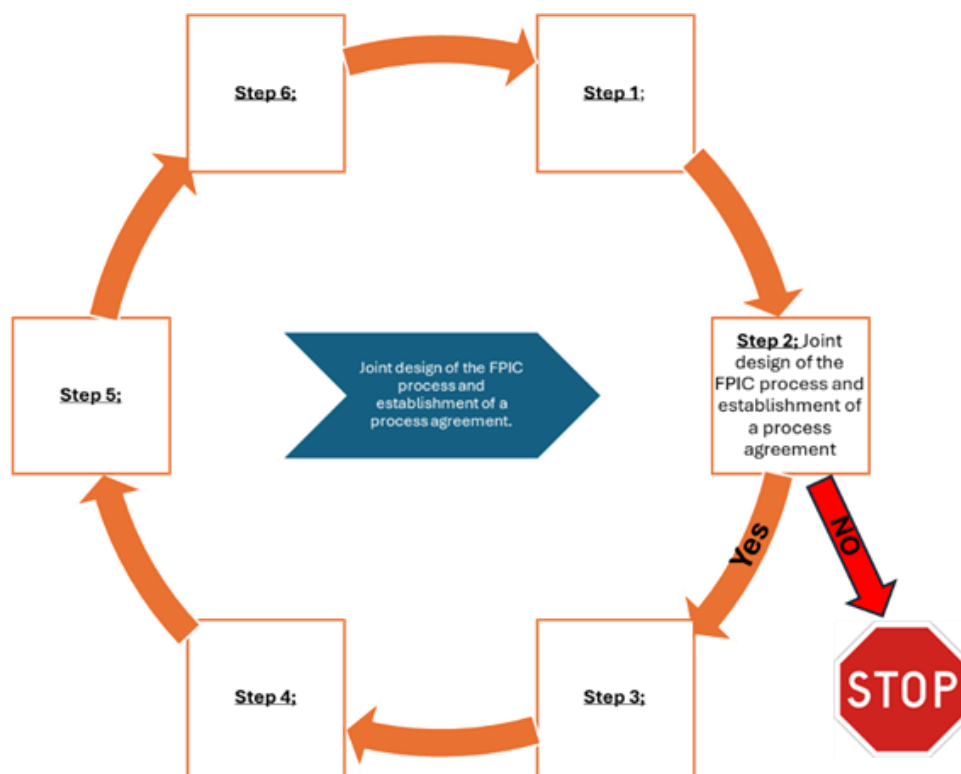 Step 6;
Step 1;
Step 2; Joint
design of the
FPIC process and
establishment of
a process
agreement
Joint design of the FPIC
process and
establishment of a
process agreement.
Step 5;
Yes
NO
STOP
Step 4;
Step 3;